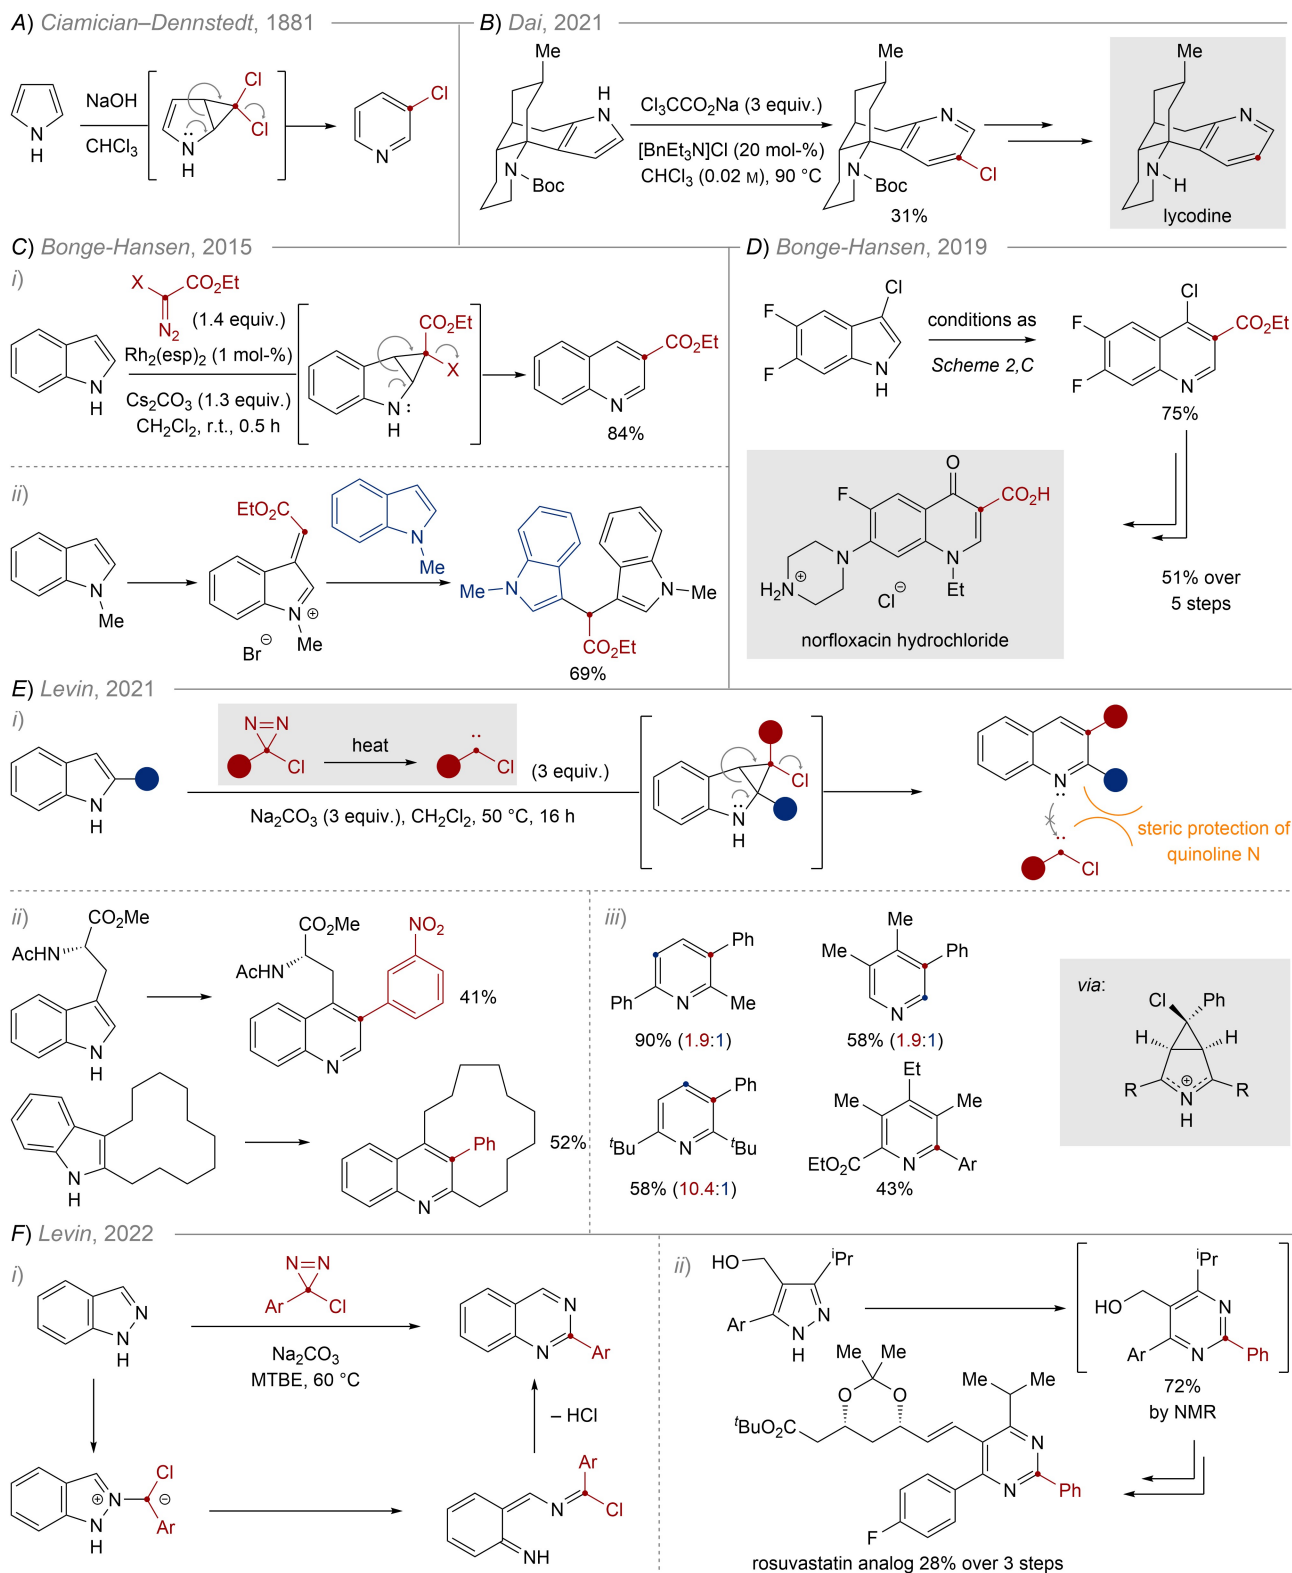 A) Ciamician–Dennstedt, 1881
N
H
NaOH
CHCl3
Cl
Cl
N
H
Cl
N
B) Dai, 2021
Me
H
N
N
Boc
Cl3CCO2Na (3 equiv.)
[BnEt3N]Cl (20 mol-%)
CHCl3 (0.02 M), 90 °C
Me
N
Cl
N
Boc
31%
Me
N
N
H
lycodine
C) Bonge-Hansen, 2015
i)
N
H
X
CO2Et
N2
(1.4 equiv.)
Rh2(esp)2 (1 mol-%)
Cs2CO3 (1.3 equiv.)
CH2Cl2, r.t., 0.5 h
CO2Et
X
N
H
CO2Et
N
84%
ii)
N
Me
EtO2C
N
⊕
Me
Br⊖
N
Me
Me
N
N
Me
CO2Et
69%
D) Bonge-Hansen, 2019
Cl
F
F
N
H
conditions as
Scheme 2,C
Cl
F
CO2Et
F
N
75%
O
F
CO2H
N
N
H2N
⊕
Et
Cl⊖
norfloxacin hydrochloride
51% over
5 steps
E) Levin, 2021
i)
N
H
N=N
Cl
heat
Cl
(3 equiv.)
Na2CO3 (3 equiv.), CH2Cl2, 50 °C, 16 h
Cl
N
H
N
Cl
steric protection of
quinoline N
ii)
CO2Me
AcHN
N
H
CO2Me
AcHN
NO2
N
41%
N
H
Ph
N
52%
iii)
Ph
Ph
N
Me
90% (1.9:1)
Me
Me
Ph
N
58% (1.9:1)
Ph
tBu
N
tBu
58% (10.4:1)
Et
Me
Me
EtO2C
N
Ar
43%
via:
Cl
Ph
H
H
R
⊕
R
N
H
F) Levin, 2022
i)
N
N
H
N=N
Ar
Cl
Na2CO3
MTBE, 60 °C
N
N
Ar
Cl
⊕
N
⊖
N
H
Ar
Ar
N
Cl
NH
– HCl
ii)
HO
iPr
N
Ar
N
H
iPr
HO
N
Ar
N
Ph
72%
by NMR
Me
Me
O
O
tBuO2C
Me
Me
N
N
Ph
F
rosuvastatin analog 28% over 3 steps